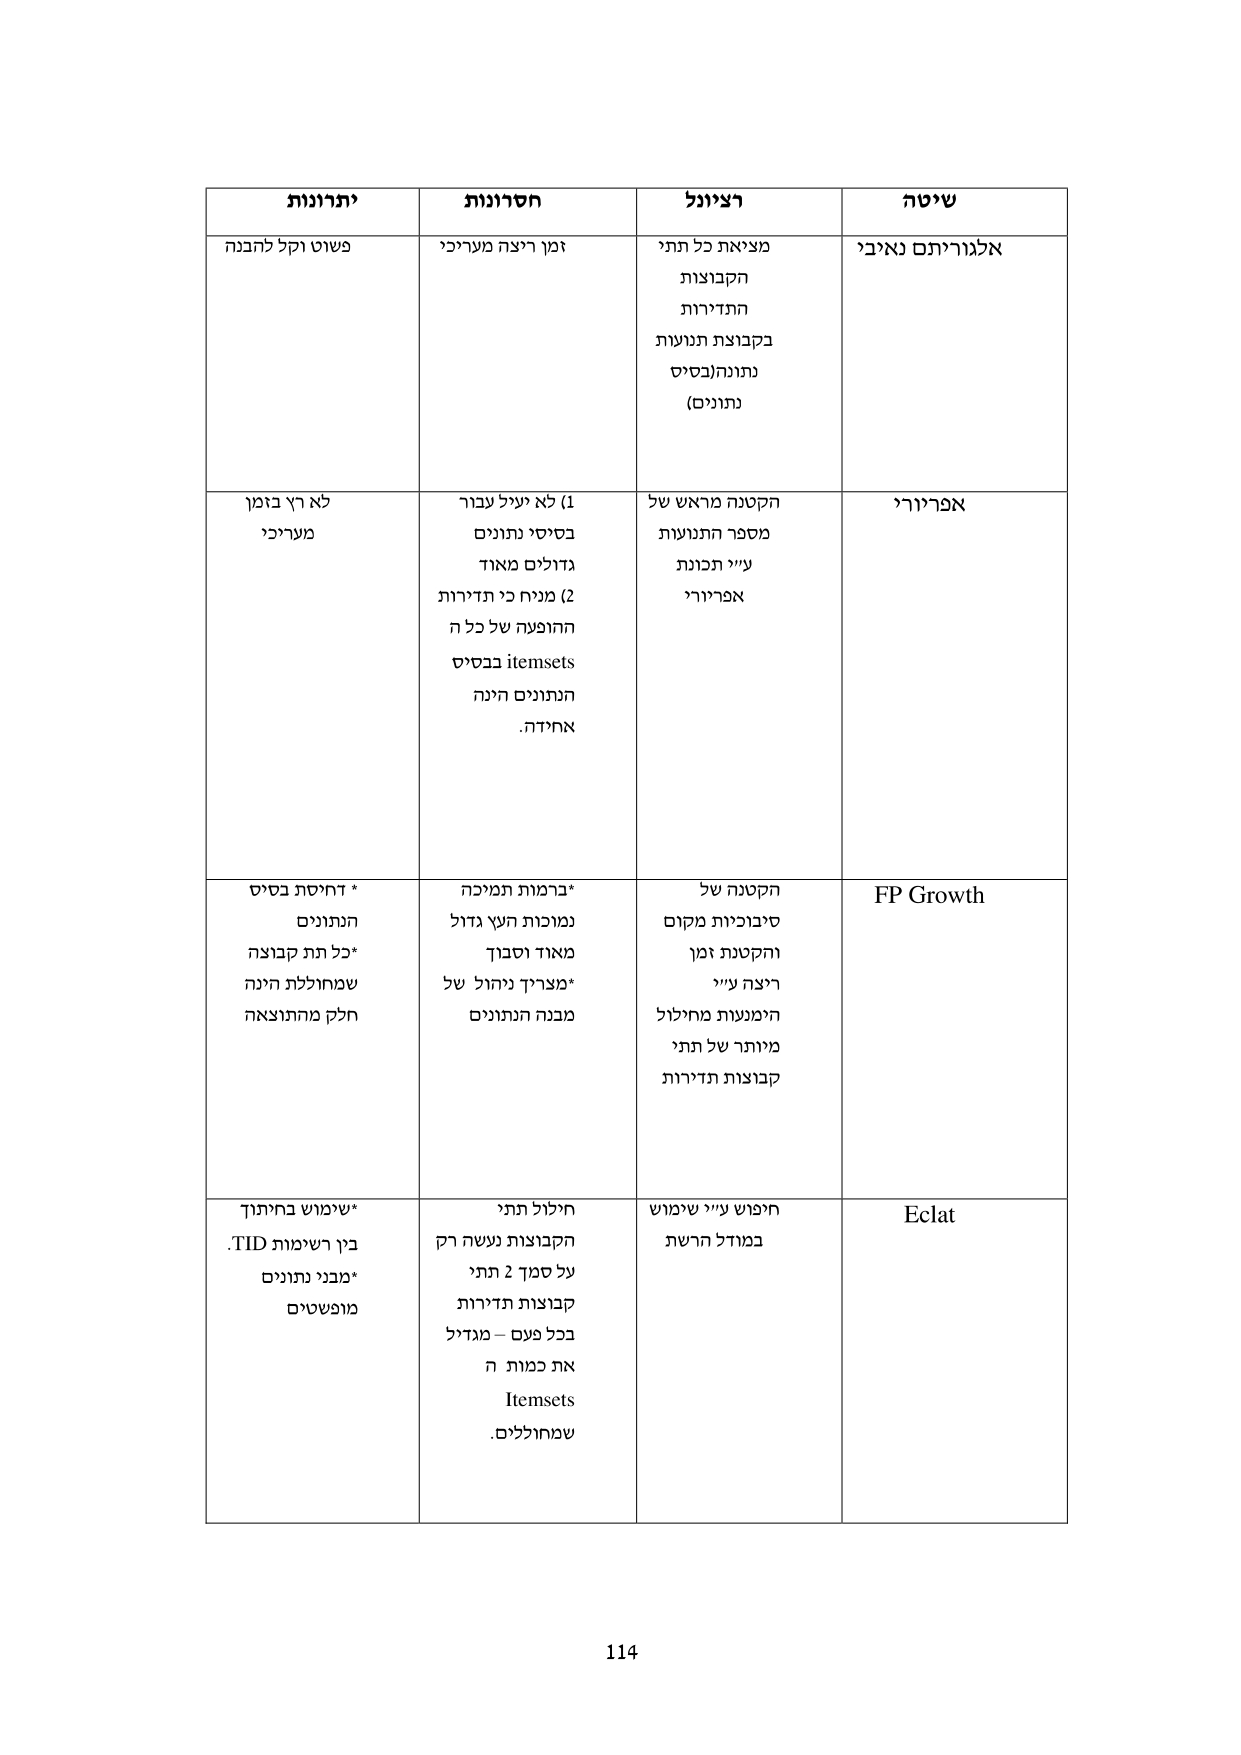 שיטה
רציונל
חסרונות
יתרונות
אלגוריתם נאיבי
מציאת כל תתי
הקבוצות
התדירות
בקבוצת תנועות
נתונה(בסיס
נתונים)
זמן ריצה מעריכי
פשוט וקל להבנה
אפריורי
הקטנה מראש של
מספר התנועות
ע״י תכונת
אפריורי
1) לא יעיל עבור
בסיסי נתונים
גדולים מאוד
2) מניח כי תדירות
ההופעה של כל ה
itemsets בבסיס
הנתונים הינה
אחידה.
לא רץ בזמן
מעריכי
FP Growth
הקטנה של
סיבוכיות מקום
והקטנת זמן
ריצה ע״י
הימנעות מחילול
מיותר של תתי
קבוצות תדירות
*ברמות תמיכה
נמוכות העץ גדול
מאוד וסבוך
*מצריך ניהול של
מבנה הנתונים
* דחיסת בסיס
הנתונים
*כל תת קבוצה
שמחוללת הינה
חלק מהתוצאה
Eclat
חיפוש ע״י שימוש
במודל הרשת
חילול תתי
הקבוצות נעשה רק
על סמך 2 תתי
קבוצות תדירות
בכל פעם – מגדיל
את כמות ה
Itemsets
שמחוללים.
*שימוש בחיתוך
בין רשימות TID.
*מבני נתונים
מופשטים
114